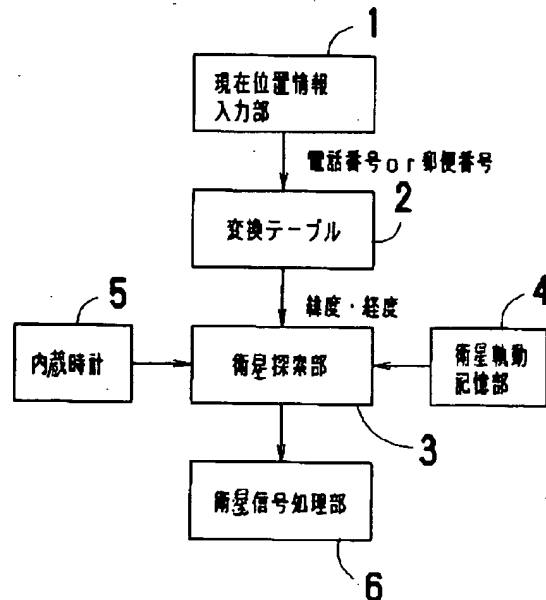 1
現在位置情報
入力部
電話番号or郵便番号
2
変換テーブル
5
緯度・経度
4
内蔵時計
衛星探索部
衛星軌動
記憶部
3
衛星信号処理部
6